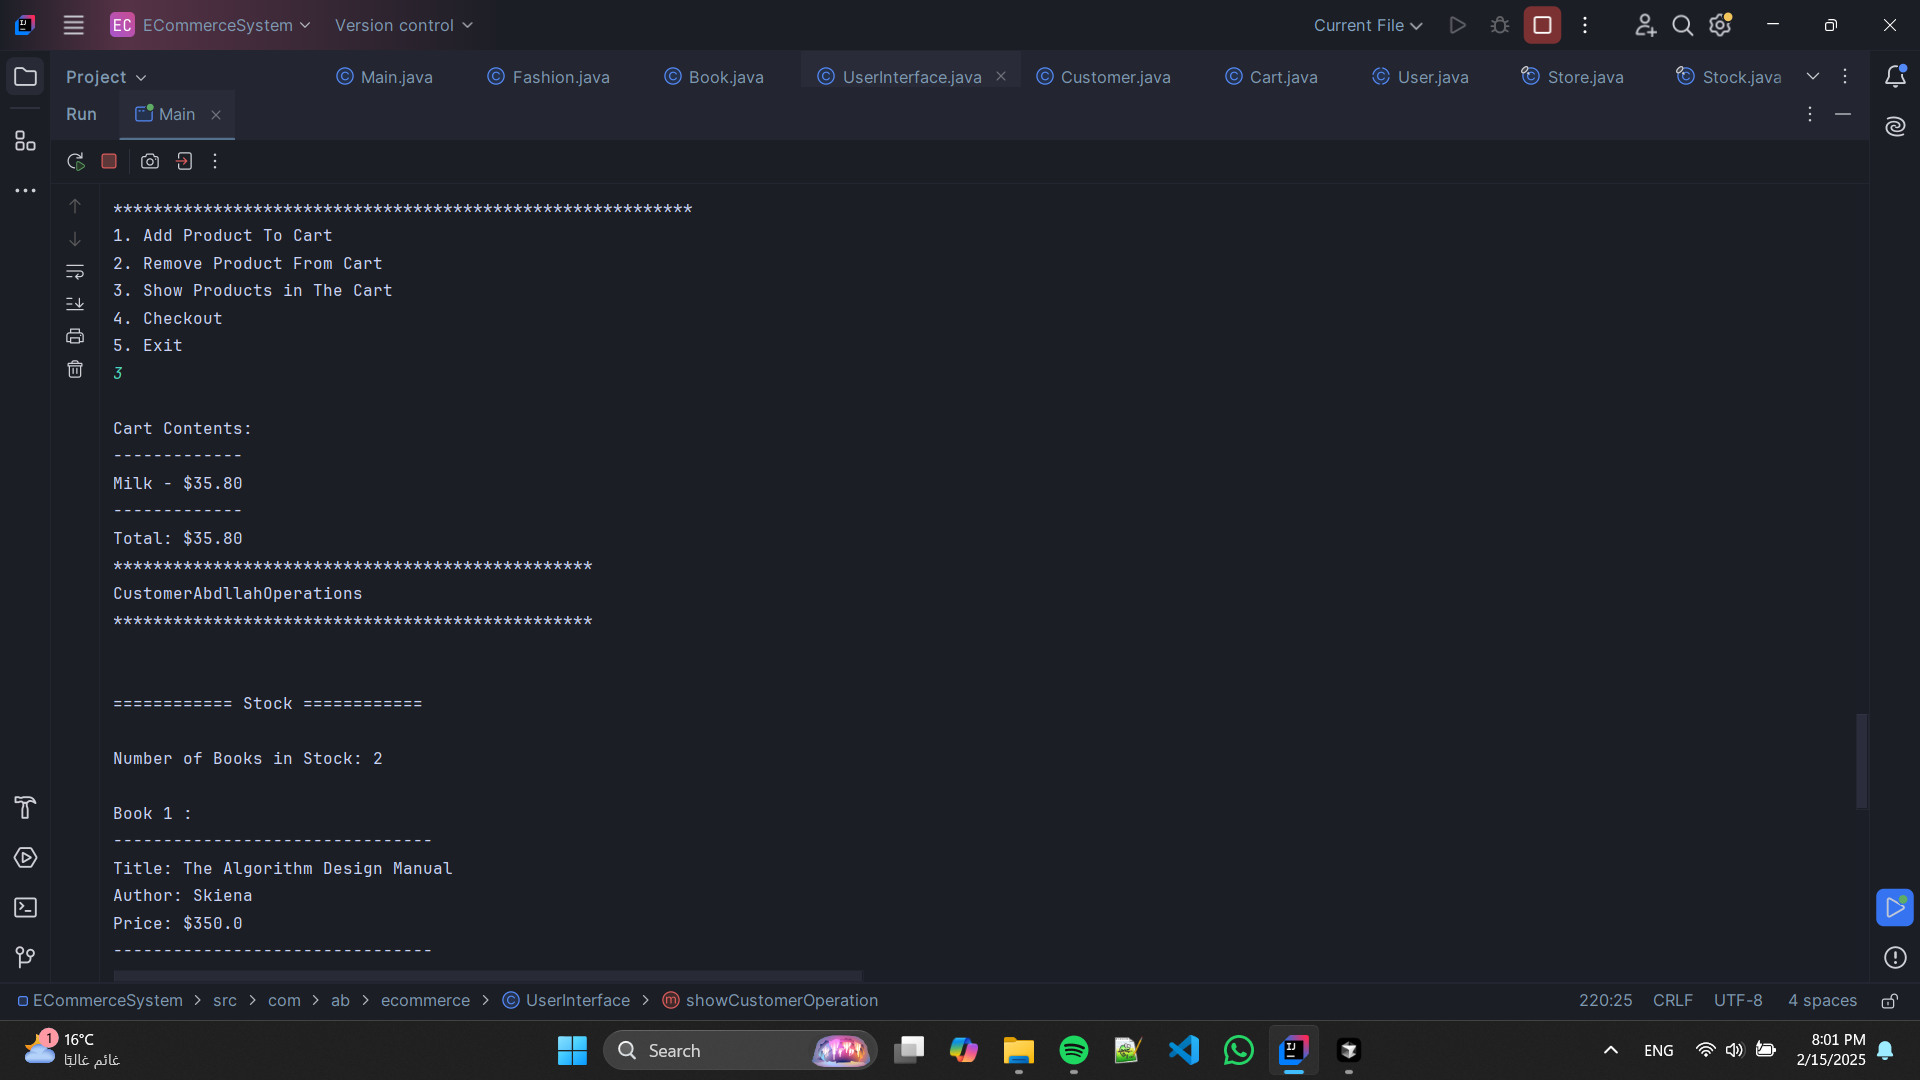 EC ECommerceSystem Version control Current File
Project Main.java Fashion.java Book.java UserInterface.java Customer.java Cart.java User.java Store.java Stock.java
Run Main
**********************************************************
1. Add Product To Cart
2. Remove Product From Cart
3. Show Products in The Cart
4. Checkout
5. Exit
3
Cart Contents:
-------------
Milk - $35.80
-------------
Total: $35.80
************************************************
CustomerAbdllahOperations
************************************************
============ Stock ============
Number of Books in Stock: 2
Book 1 :
--------------------------------
Title: The Algorithm Design Manual
Author: Skiena
Price: $350.0
--------------------------------
ECommerceSystem > src > com > ab > ecommerce > UserInterface > showCustomerOperation 220:25 CRLF UTF-8 4 spaces
1 16°C
غائم غالبًا
Search
ENG
8:01 PM
2/15/2025